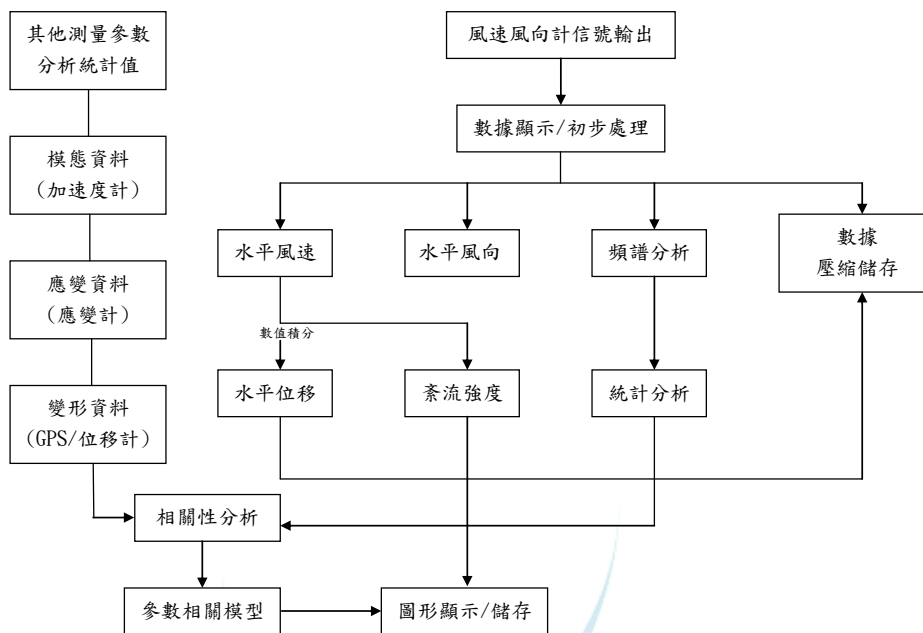 其他測量參數
分析統計值
風速風向計信號輸出
數據顯示/初步處理
模態資料
(加速度計)
水平風速
水平風向
頻譜分析
數據
壓縮儲存
應變資料
(應變計)
數值積分
水平位移
紊流強度
統計分析
變形資料
(GPS/位移計)
相關性分析
參數相關模型
圖形顯示/儲存